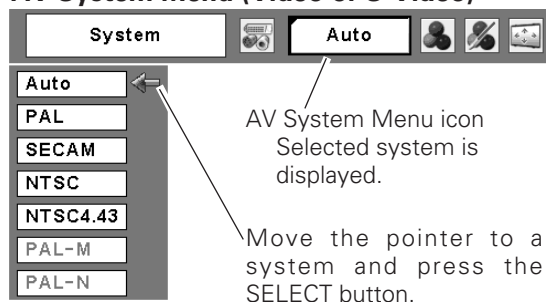 AV System Menu (Video or S-Video)
System
Auto
Auto
PAL
SECAM
NTSC
NTSC4.43
PAL-M
PAL-N
AV System Menu icon
Selected system is
displayed.
Move the pointer to a
system and press the
SELECT button.